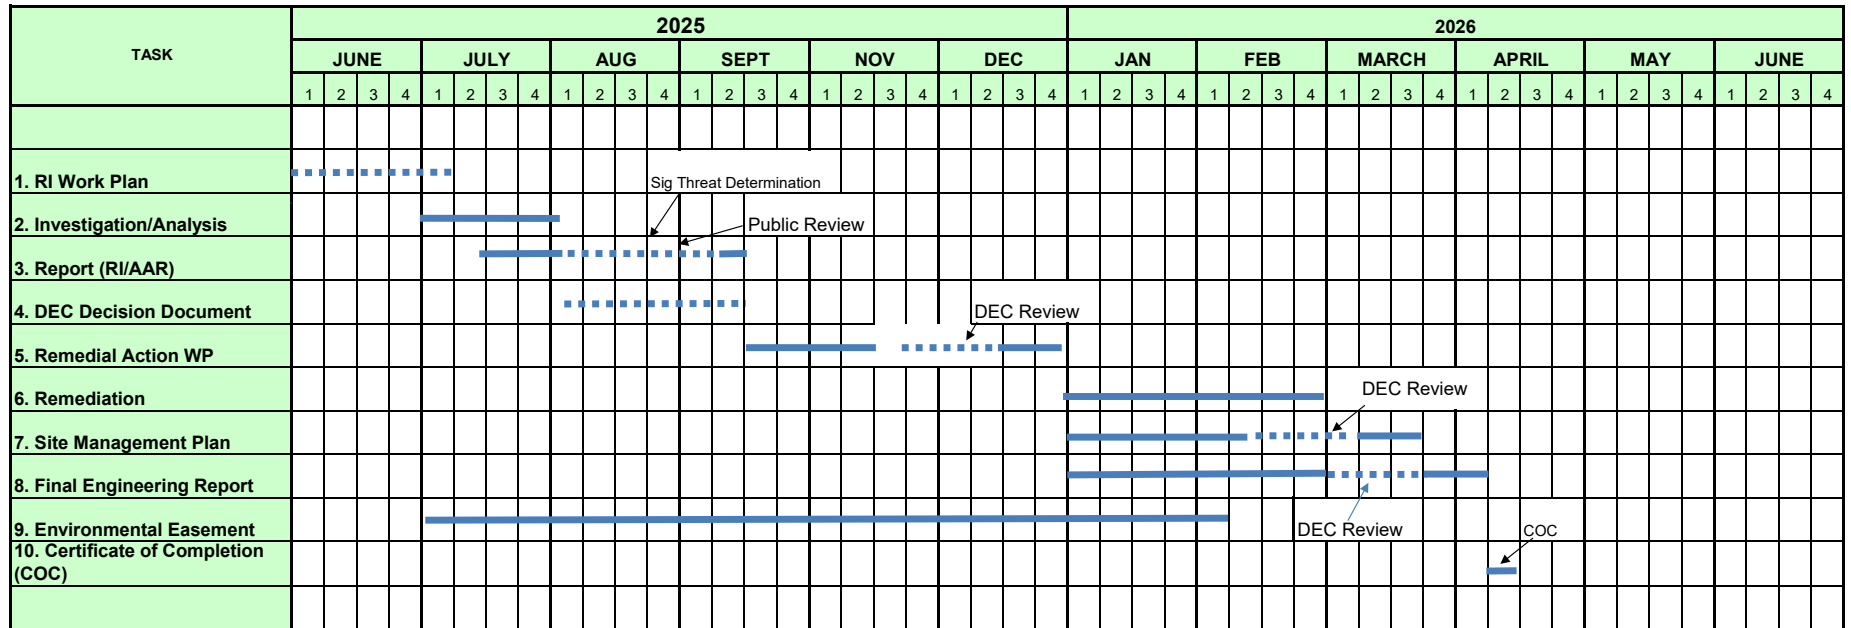 2025 2026
TASK
JUNE JULY AUG SEPT NOV DEC JAN FEB MARCH APRIL MAY JUNE
1 2 3 4 1 2 3 4 1 2 3 4 1 2 3 4 1 2 3 4 1 2 3 4 1 2 3 4 1 2 3 4 1 2 3 4 1 2 3 4 1 2 3 4 1 2 3 4
1. RI Work Plan
Sig Threat Determination
2. Investigation/Analysis
Public Review
3. Report (RI/AAR)
4. DEC Decision Document
DEC Review
5. Remedial Action WP
6. Remediation
DEC Review
7. Site Management Plan
8. Final Engineering Report
9. Environmental Easement
DEC Review
COC
10. Certificate of Completion
(COC)